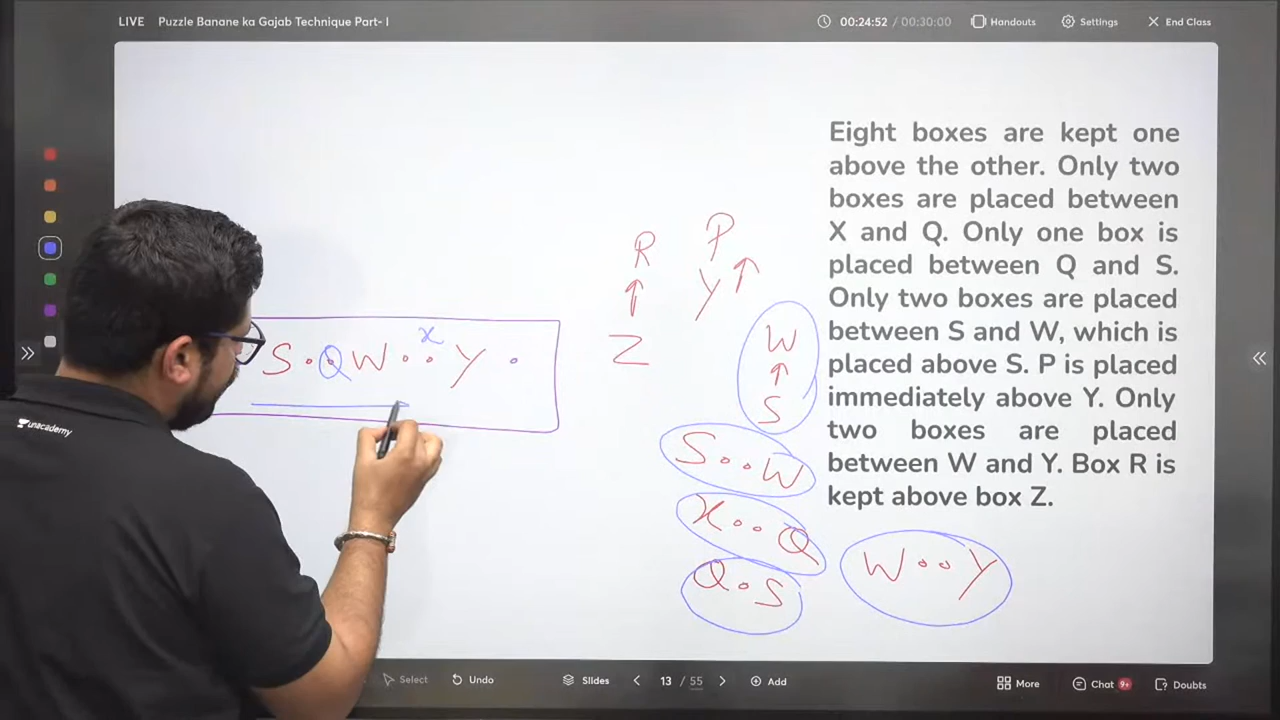 LIVE Puzzle Banane ka Gajab Technique Part- I
00:24:52 / 00:30:00
Handouts
Settings
End Class
Eight boxes are kept one
above the other. Only two
boxes are placed between
X and Q. Only one box is
placed between Q and S.
Only two boxes are placed
between S and W, which is
placed above S. P is placed
immediately above Y. Only
two boxes are placed
between W and Y. Box R is
kept above box Z.
R
↑
Z
P
Y ↑
W
↑
S
S . Q W . . Y .
x
S . . W
X . . Q
Q . S
W . . Y
unacademy
Select
Undo
Slides
13 / 55
Add
More
Chat 9+
Doubts